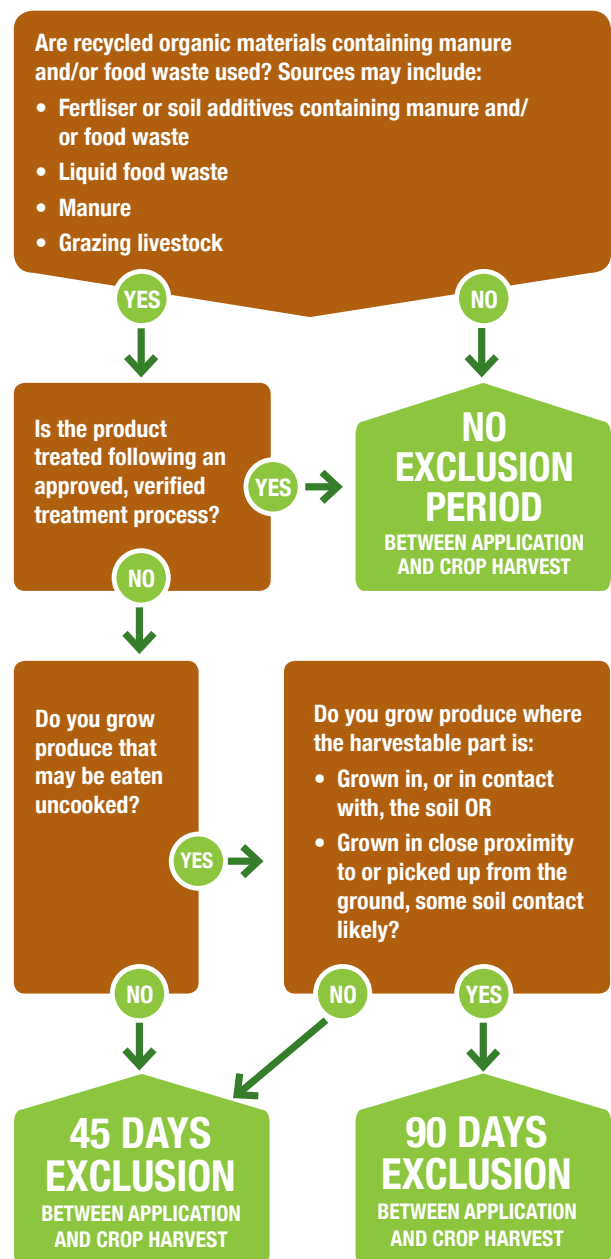 Are recycled organic materials containing manure
and/or food waste used? Sources may include:
• Fertliser or soil additives containing manure and/
or food waste
• Liquid food waste
• Manure
• Grazing livestock
YES
NO
Is the product
treated following an
approved, verified
treatment process?
YES
NO
EXCLUSION
PERIOD
BETWEEN APPLICATION
AND CROP HARVEST
NO
Do you grow
produce that
may be eaten
uncooked?
YES
Do you grow produce where
the harvestable part is:
• Grown in, or in contact
with, the soil OR
• Grown in close proximity
to or picked up from the
ground, some soil contact
likely?
NO
NO
YES
45 DAYS
EXCLUSION
BETWEEN APPLICATION
AND CROP HARVEST
90 DAYS
EXCLUSION
BETWEEN APPLICATION
AND CROP HARVEST